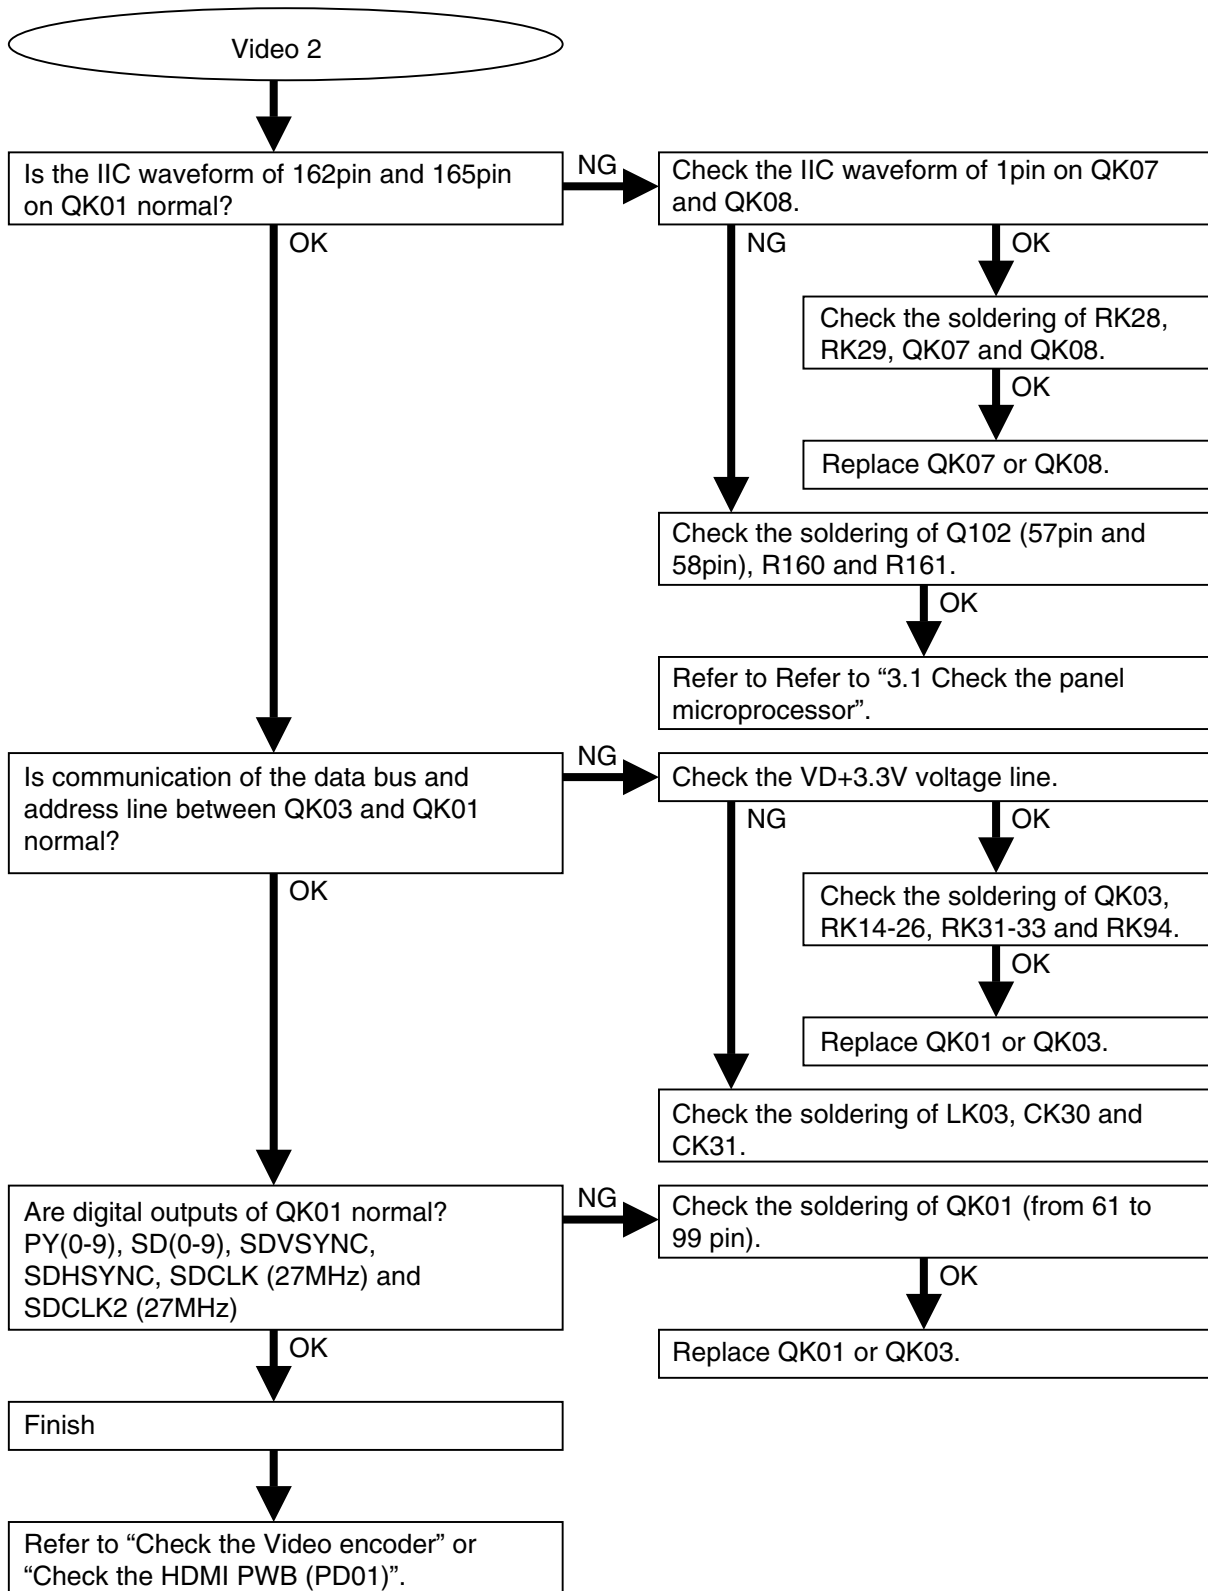 Video 2
Is the IIC waveform of 162pin and 165pin
on QK01 normal?
NG
Check the IIC waveform of 1pin on QK07
and QK08.
OK
NG
OK
Check the soldering of RK28,
RK29, QK07 and QK08.
OK
Replace QK07 or QK08.
Check the soldering of Q102 (57pin and
58pin), R160 and R161.
OK
Refer to Refer to “3.1 Check the panel
microprocessor”.
Is communication of the data bus and
address line between QK03 and QK01
normal?
NG
Check the VD+3.3V voltage line.
OK
NG
OK
Check the soldering of QK03,
RK14-26, RK31-33 and RK94.
OK
Replace QK01 or QK03.
Check the soldering of LK03, CK30 and
CK31.
Are digital outputs of QK01 normal?
PY(0-9), SD(0-9), SDVSYNC,
SDHSYNC, SDCLK (27MHz) and
SDCLK2 (27MHz)
NG
Check the soldering of QK01 (from 61 to
99 pin).
OK
Replace QK01 or QK03.
OK
Finish
Refer to “Check the Video encoder” or
“Check the HDMI PWB (PD01)”.